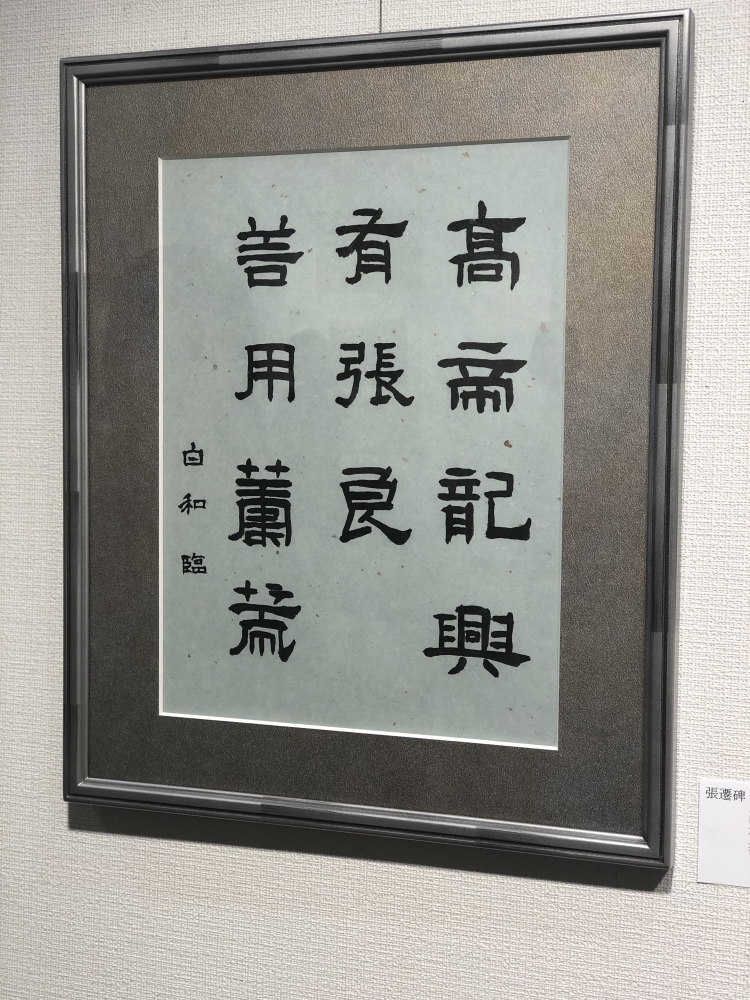 高帝龍興
有張良
善用籌策
白和臨
張遷碑